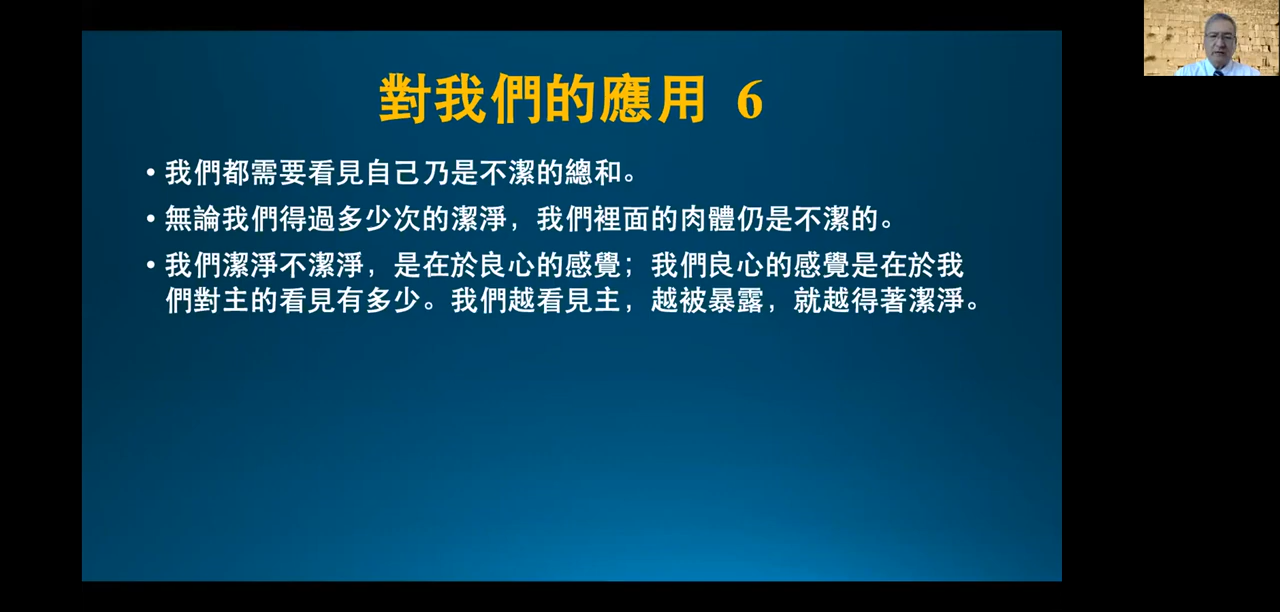 對我們的應用 6
• 我們都需要看見自己乃是不潔的總和。
• 無論我們得過多少次的潔淨，我們裡面的肉體仍是不潔的。
• 我們潔淨不潔淨，是在於良心的感覺；我們良心的感覺是在於我
們對主的看見有多少。我們越看見主，越被暴露，就越得著潔淨。